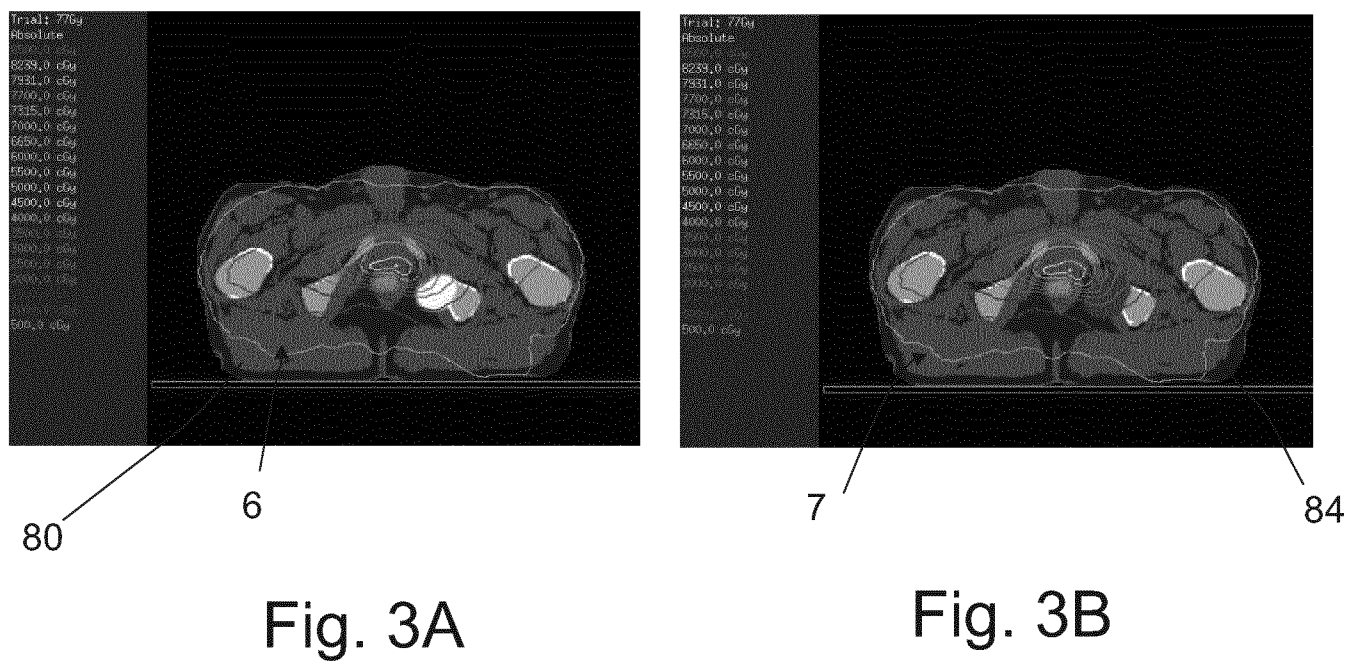 Trial: 77Gy
Absolute
8239.0 cGy
7931.0 cGy
7700.0 cGy
7315.0 cGy
7000.0 cGy
6650.0 cGy
6000.0 cGy
5500.0 cGy
5000.0 cGy
4500.0 cGy
4000.0 cGy
500.0 cGy
80
6
Fig. 3A
Trial: 77Gy
Absolute
8239.0 cGy
7931.0 cGy
7700.0 cGy
7315.0 cGy
7000.0 cGy
6650.0 cGy
6000.0 cGy
5500.0 cGy
5000.0 cGy
4500.0 cGy
4000.0 cGy
500.0 cGy
7
84
Fig. 3B